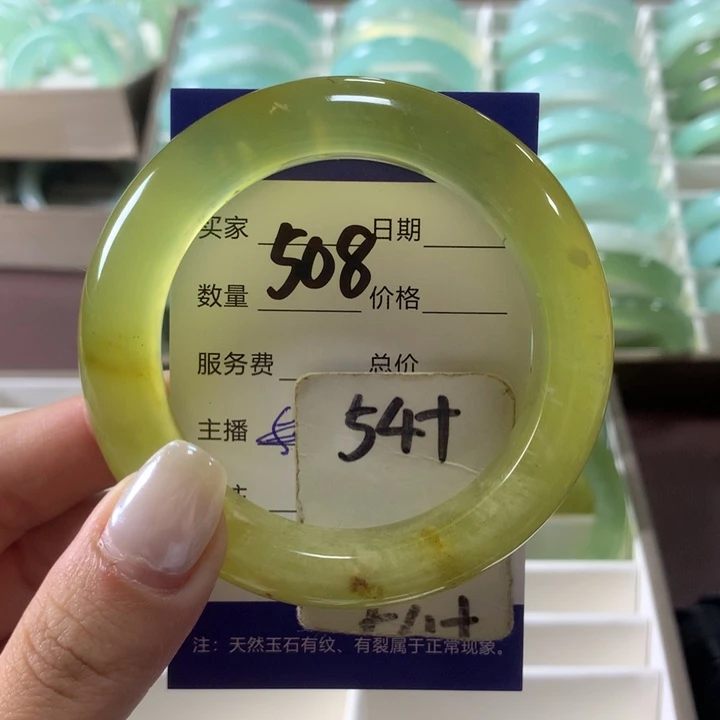 买家 日期
508
数量 价格
服务费 总价
主播
54+
注：天然玉石有纹、有裂属于正常现象。